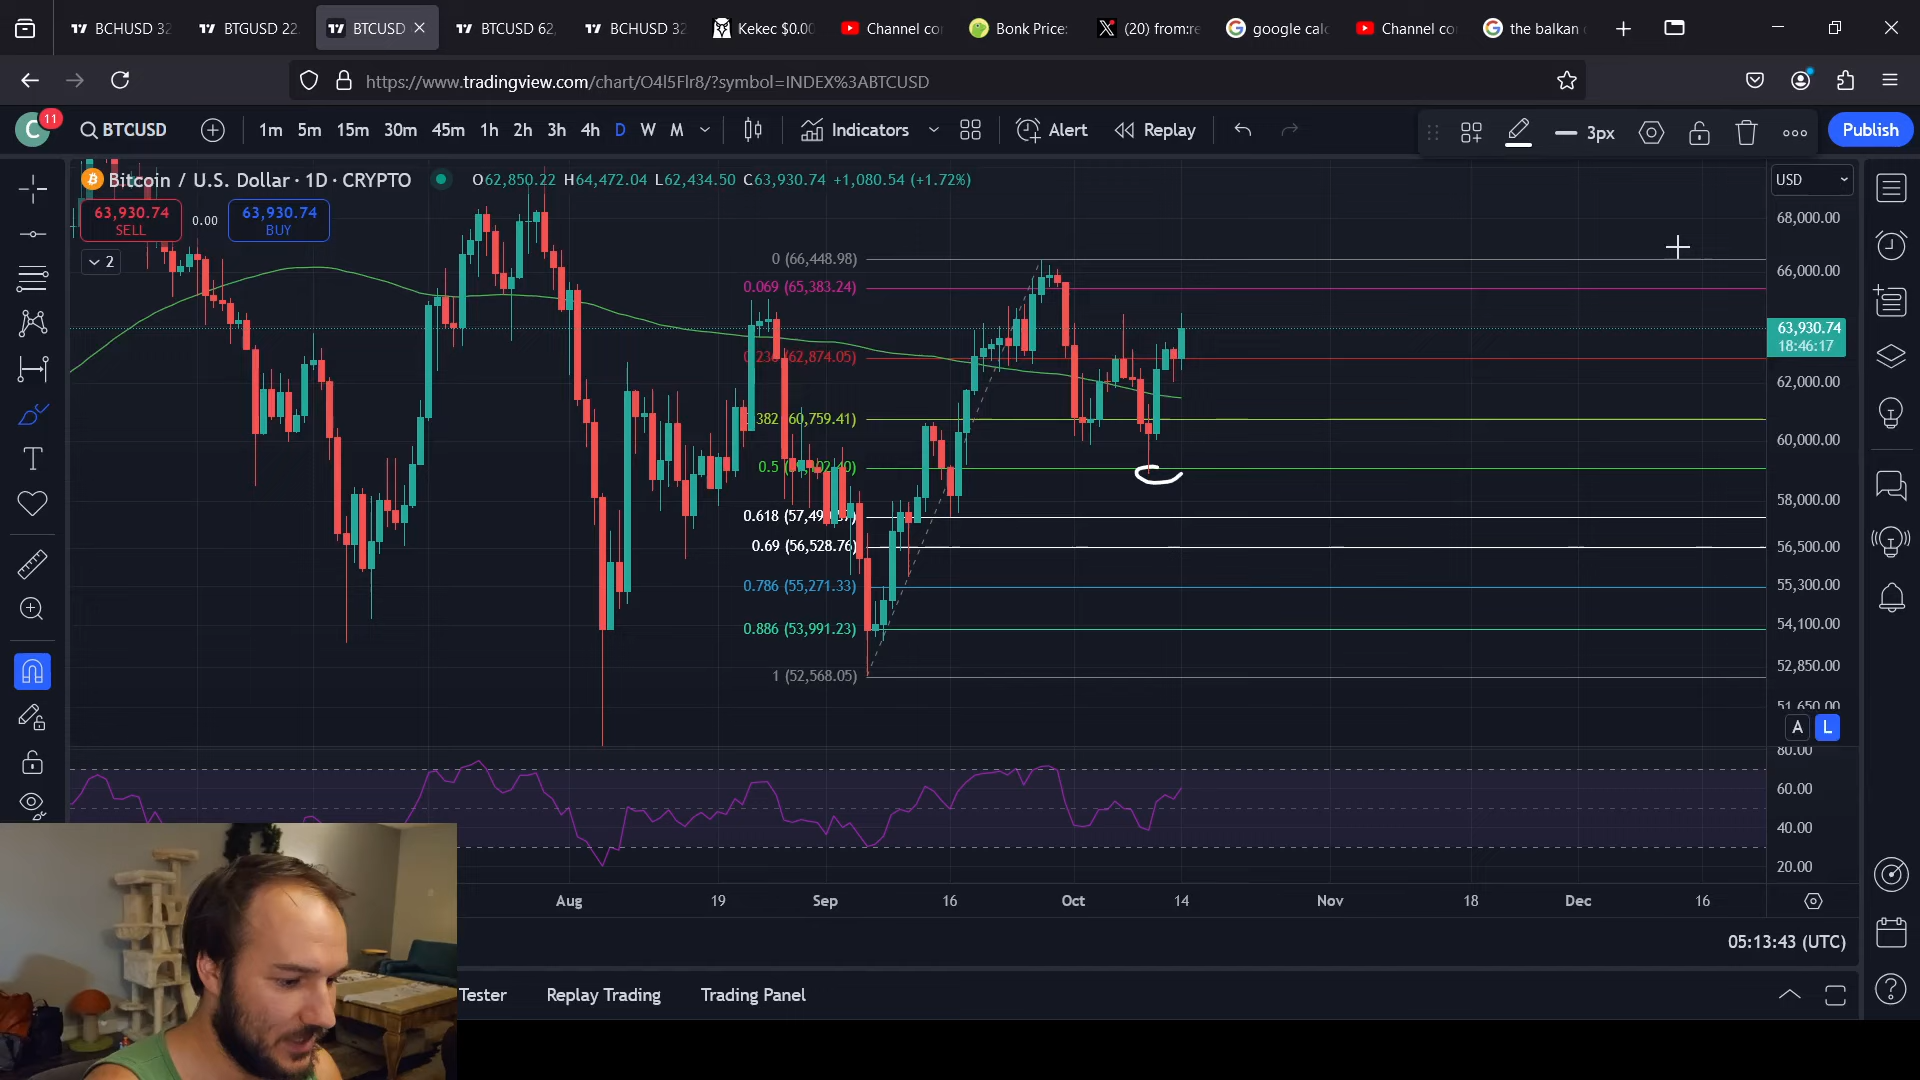 BCHUSD 32
BTGUSD 22
BTCUSD
BTCUSD 62,
BCHUSD 32
Kekec $0.00
Channel co
Bonk Price:
(20) from:re
google calc
Channel co
the balkan
https://www.tradingview.com/chart/O4l5Flr8/?symbol=INDEX%3ABTCUSD
C
11
BTCUSD
1m 5m 15m 30m 45m 1h 2h 3h 4h D W M
Indicators
Alert
Replay
3px
Publish
Bitcoin / U.S. Dollar · 1D · CRYPTO
O62,850.22 H64,472.04 L62,434.50 C63,930.74 +1,080.54 (+1.72%)
USD
63,930.74
SELL
0.00
63,930.74
BUY
2
68,000.00
0 (66,448.98)
66,000.00
0.069 (65,383.24)
63,930.74
18:46:17
0.236 (62,874.05)
62,000.00
.382 (60,759.41)
60,000.00
0.5
58,000.00
0.618
0.69 (56,528.76)
56,500.00
0.786 (55,271.33)
55,300.00
0.886 (53,991.23)
54,100.00
1 (52,568.05)
52,850.00
51,650.00
A
L
80.00
60.00
40.00
20.00
Aug
19
Sep
16
Oct
14
Nov
18
Dec
16
05:13:43 (UTC)
Tester
Replay Trading
Trading Panel